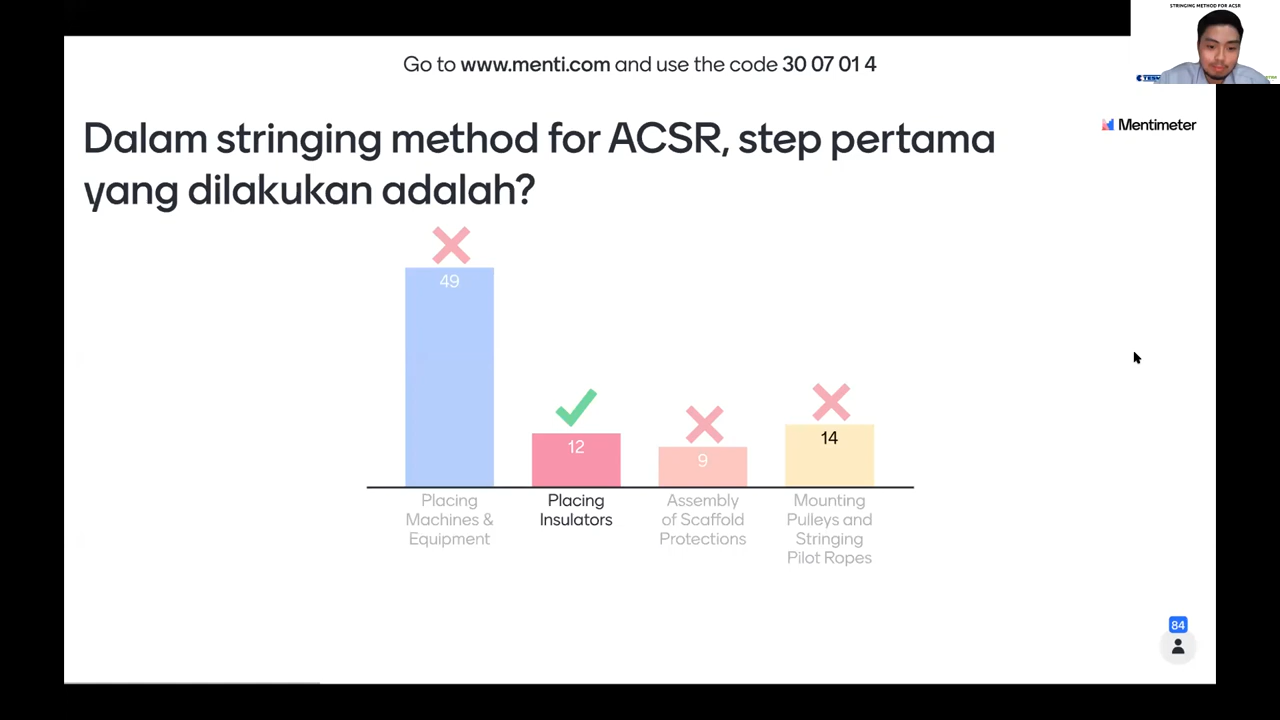 STRINGING METHOD FOR ACSR
Go to www.menti.com and use the code 30 07 01 4
Mentimeter
Dalam stringing method for ACSR, step pertama
yang dilakukan adalah?
49
12
9
14
Placing
Machines &
Equipment
Placing
Insulators
Assembly
of Scaffold
Protections
Mounting
Pulleys and
Stringing
Pilot Ropes
84